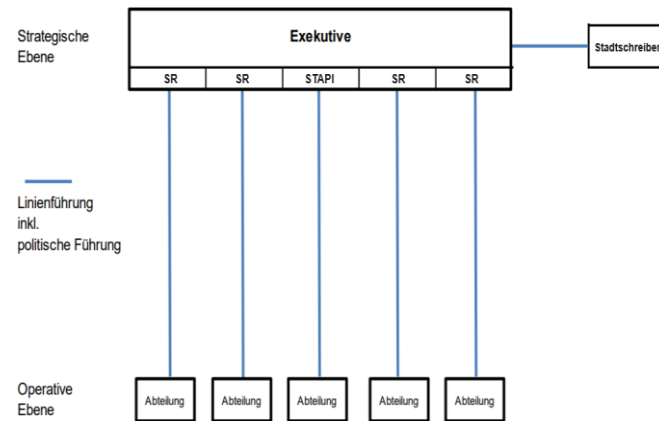 Strategische
Ebene
Exekutive
Stadtschreiber
SR SR STAPI SR SR
Linienführung
inkl.
politische Führung
Operative
Ebene
Abteilung Abteilung Abteilung Abteilung Abteilung